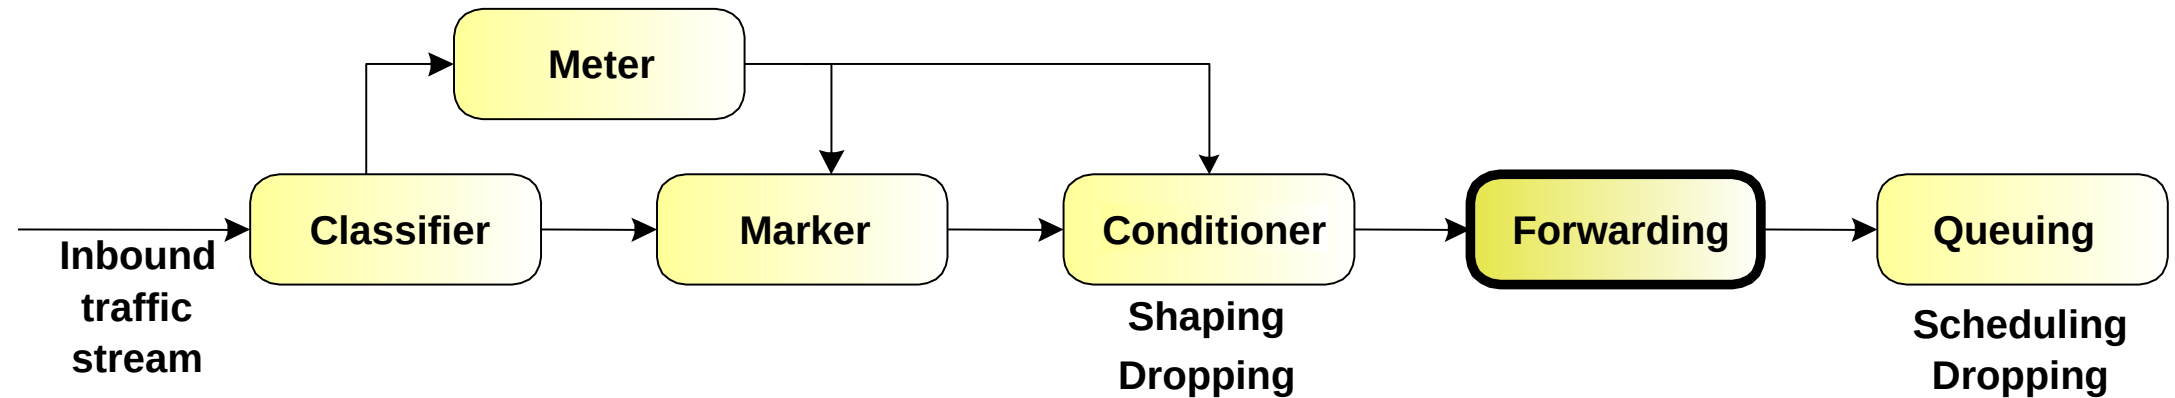 Meter
Classifier
Marker
Conditioner
Forwarding
Queuing
Inbound
traffic
stream
Shaping
Dropping
Scheduling
Dropping